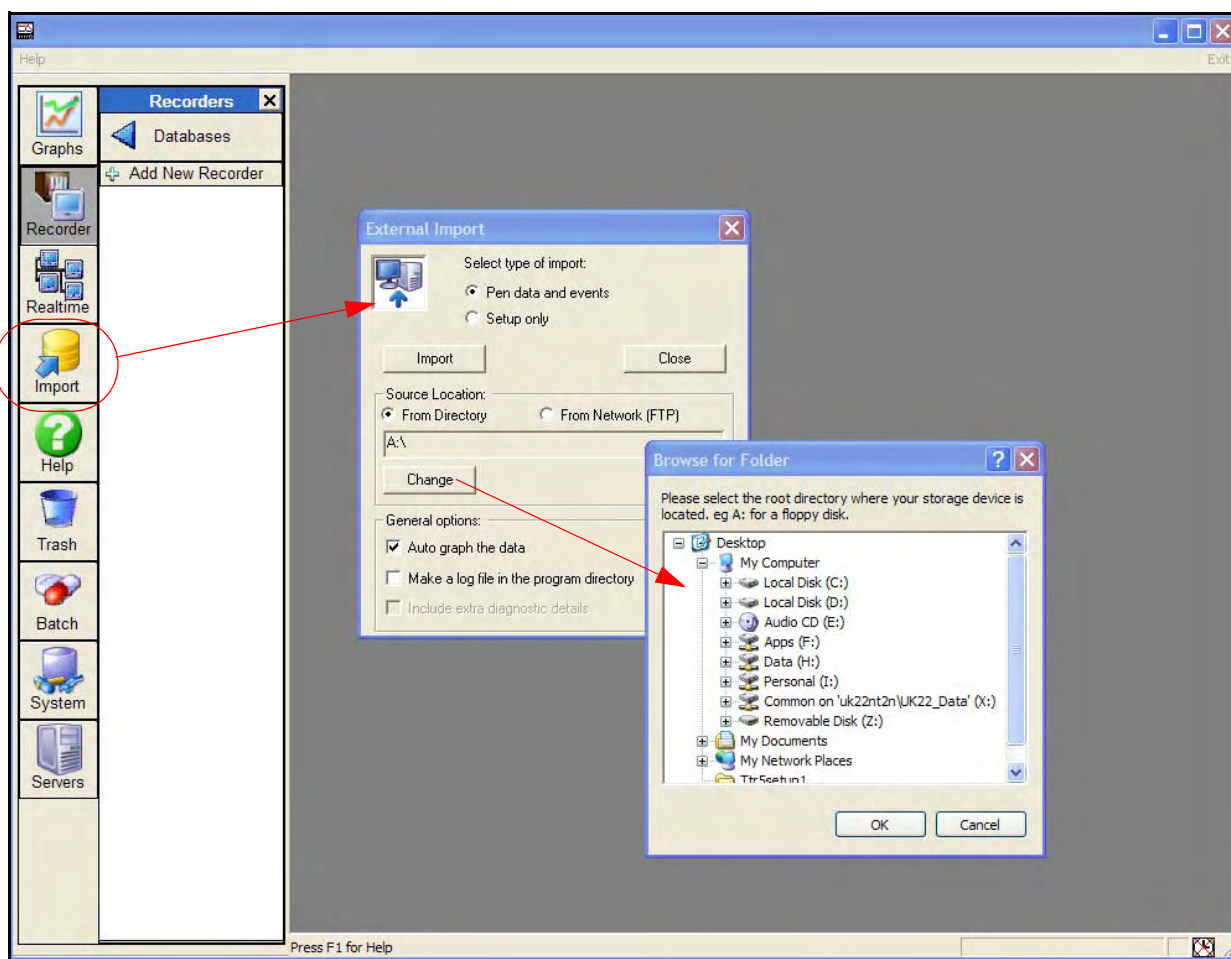 Help
Exit
Graphs
Recorder
Realtime
Import
Help
Trash
Batch
System
Servers
Recorders
Databases
Add New Recorder
External Import
Select type of import:
Pen data and events
Setup only
Import
Close
Source Location:
From Directory
From Network (FTP)
A:\
Change
General options:
Auto graph the data
Make a log file in the program directory
Include extra diagnostic details
Browse for Folder
Please select the root directory where your storage device is
located. eg A: for a floppy disk.
Desktop
My Computer
Local Disk (C:)
Local Disk (D:)
Audio CD (E:)
Apps (F:)
Data (H:)
Personal (I:)
Common on 'uk22nt2n\UK22_Data' (X:)
Removable Disk (Z:)
My Documents
My Network Places
Ttr5setup1
OK
Cancel
Press F1 for Help